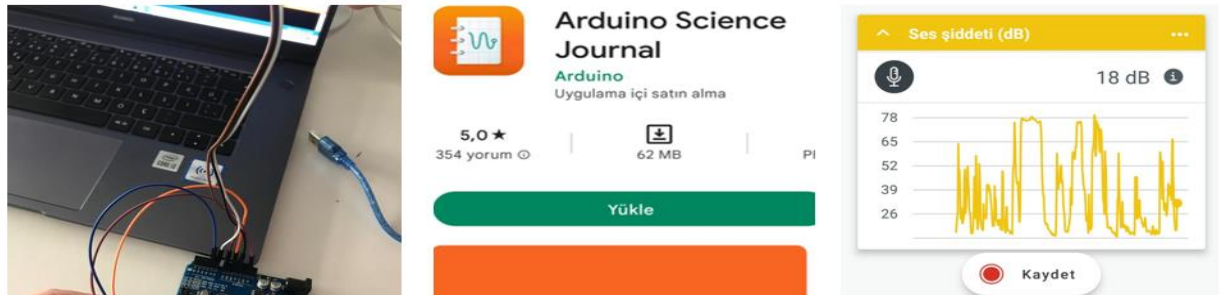 Arduino Science
Journal
Arduino
Uygulama içi satın alma
5,0★
354 yorum
62 MB
Yükle
Ses şiddeti (dB)
18 dB
78
65
52
39
26
Kaydet